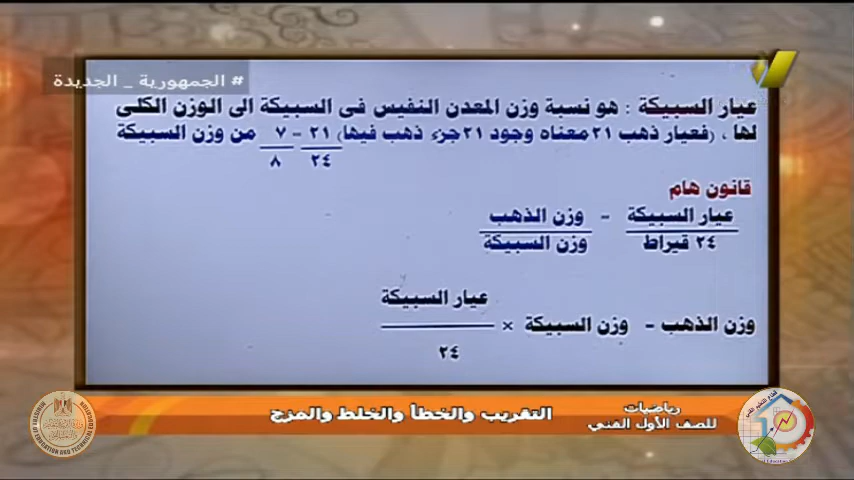 # الجمهورية _ الجديدة
عيار السبيكة : هو نسبة وزن المعدن النفيس فى السبيكة الى الوزن الكلى
لها ، (فعيار ذهب ٢١ معناه وجود ٢١ جزء ذهب فيها) ٢١/٢٤ - ٧/٨ من وزن السبيكة
قانون هام
عيار السبيكة / ٢٤ قيراط - وزن الذهب / وزن السبيكة
وزن الذهب - وزن السبيكة × عيار السبيكة / ٢٤
رياضيات
للصف الأول الفني
التقريب والخطأ والخلط والمزج